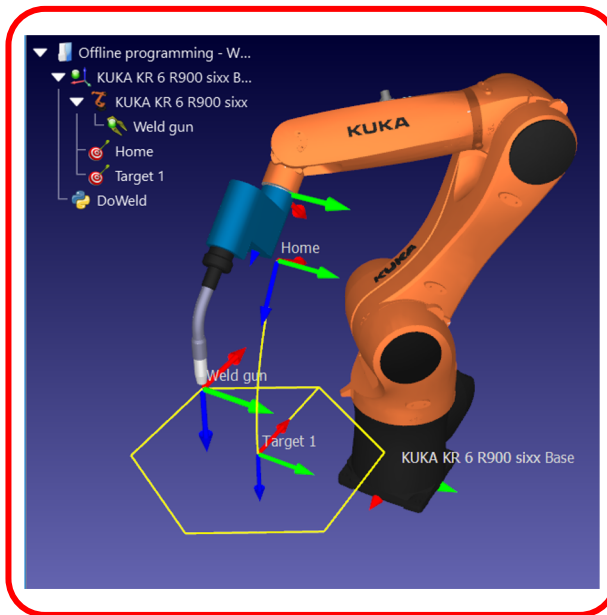 Offline programming - W...
KUKA KR 6 R900 sixx B...
KUKA KR 6 R900 sixx
Weld gun
Home
Target 1
DoWeld
KUKA
KUKA
Home
Weld gun
Target 1
KUKA KR 6 R900 sixx Base